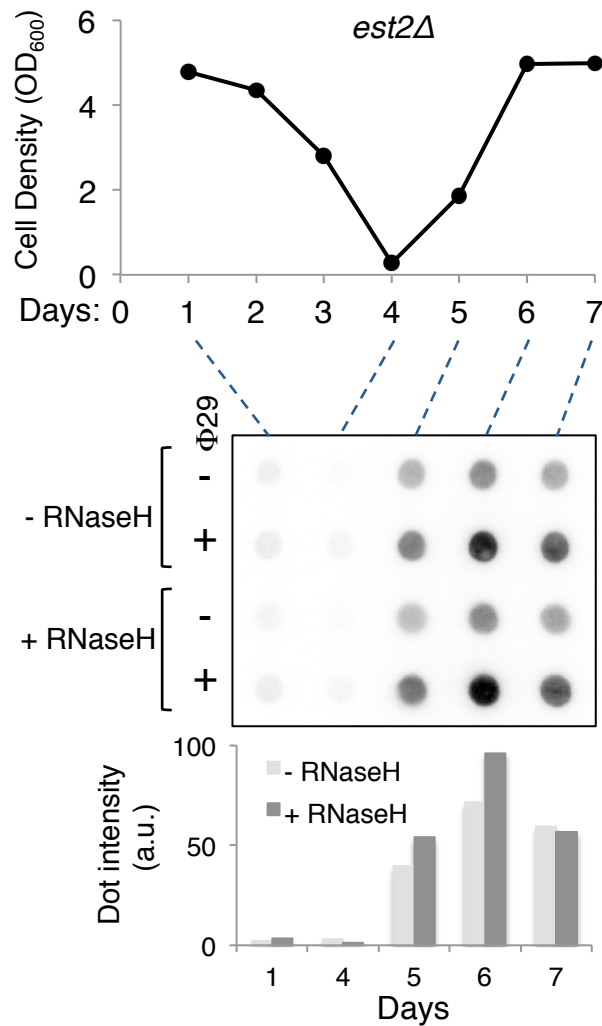 est2Δ
Cell Density (OD600)
6
4
2
0
Days: 0 1 2 3 4 5 6 7
Φ29
- RNaseH
-
+
+ RNaseH
-
+
Dot intensity
(a.u.)
100
50
0
- RNaseH
+ RNaseH
1 4 5 6 7
Days